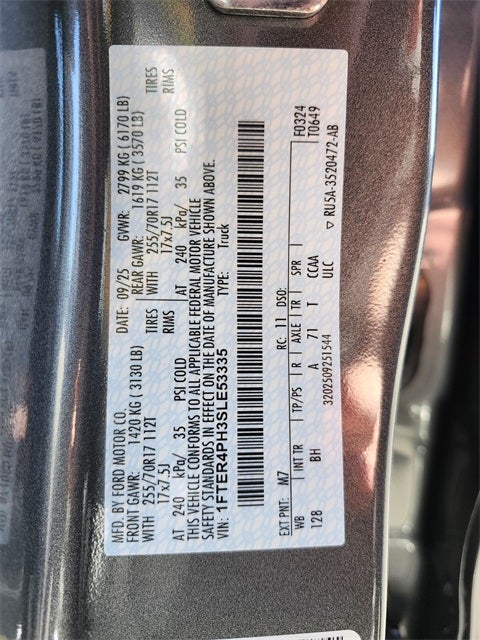 MFD. BY FORD MOTOR CO.
DATE: 09/25 GVWR: 2799 KG ( 6170 LB)
FRONT GAWR: 1420 KG ( 3130 LB)
REAR GAWR: 1619 KG ( 3570 LB)
WITH 255/70R17 112T TIRES
WITH 255/70R17 112T TIRES
17x7.5J RIMS
17x7.5J RIMS
AT 240 kPa/ 35 PSI COLD
AT 240 kPa/ 35 PSI COLD
THIS VEHICLE CONFORMS TO ALL APPLICABLE FEDERAL MOTOR VEHICLE
SAFETY STANDARDS IN EFFECT ON THE DATE OF MANUFACTURE SHOWN ABOVE.
VIN: 1FTER4PH3SLE53335 TYPE: Truck
F0324
T0649
EXT PNT: M7 RC: 11 DSO:
WB INT TR TP/PS R AXLE TR SPR
128 BH A 71 T CCAA
ULC
3202509251544
▽ RU5A-3520472-AB